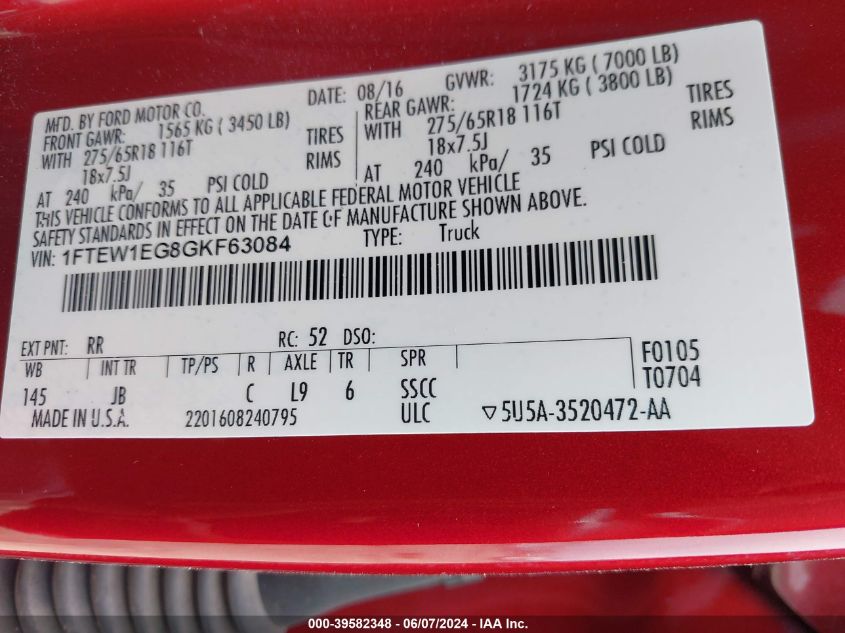 MFD. BY FORD MOTOR CO. DATE: 08/16 GVWR: 3175 KG ( 7000 LB)
FRONT GAWR: 1565 KG ( 3450 LB) REAR GAWR: 1724 KG ( 3800 LB)
WITH 275/65R18 116T TIRES WITH 275/65R18 116T TIRES
18x7.5J RIMS 18x7.5J RIMS
AT 240 kPa/ 35 PSI COLD AT 240 kPa/ 35 PSI COLD
THIS VEHICLE CONFORMS TO ALL APPLICABLE FEDERAL MOTOR VEHICLE
SAFETY STANDARDS IN EFFECT ON THE DATE OF MANUFACTURE SHOWN ABOVE.
VIN: 1FTEW1EG8GKF63084 TYPE: Truck
EXT PNT: RR RC: 52 DSO:
WB INT TR TP/PS R AXLE TR SPR F0105
145 JB C L9 6 SSCC T0704
MADE IN U.S.A. 2201608240795 ULC ▽5U5A-3520472-AA
000-39582348 - 06/07/2024 - IAA Inc.